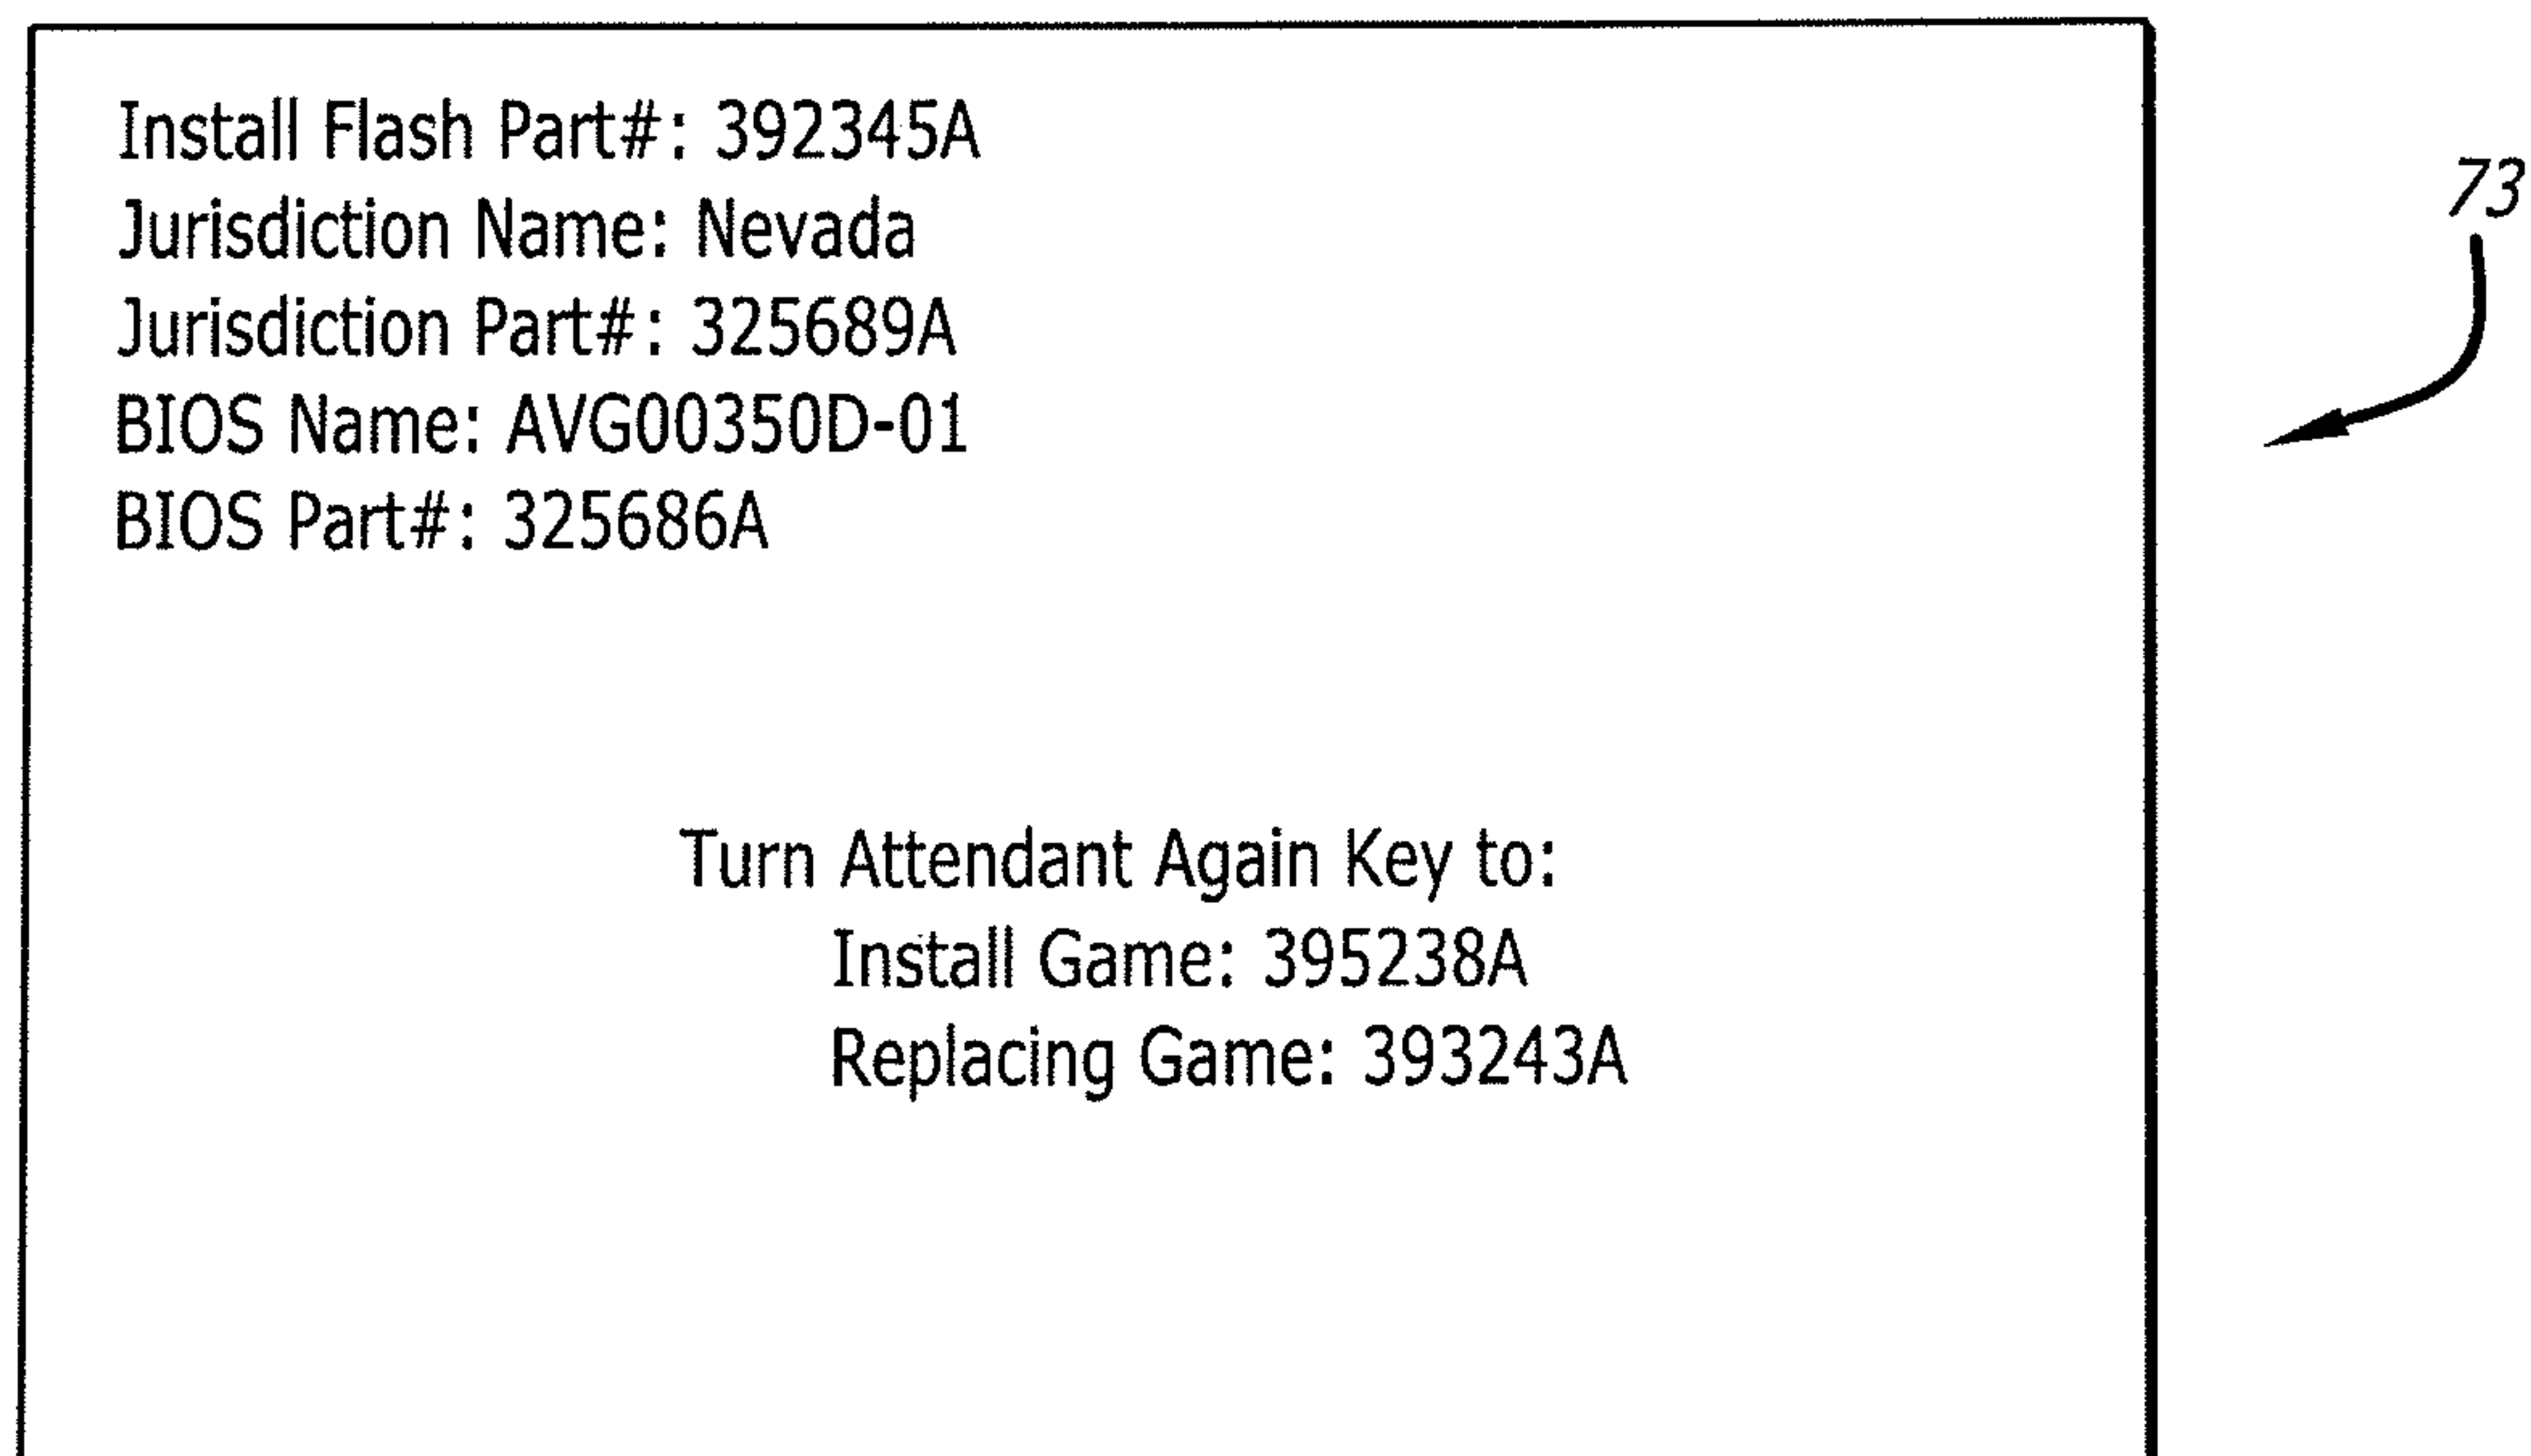 Install Flash Part#: 392345A
Jurisdiction Name: Nevada
Jurisdiction Part#: 325689A
BIOS Name: AVG00350D-01
BIOS Part#: 325686A
73
Turn Attendant Again Key to:
Install Game: 395238A
Replacing Game: 393243A